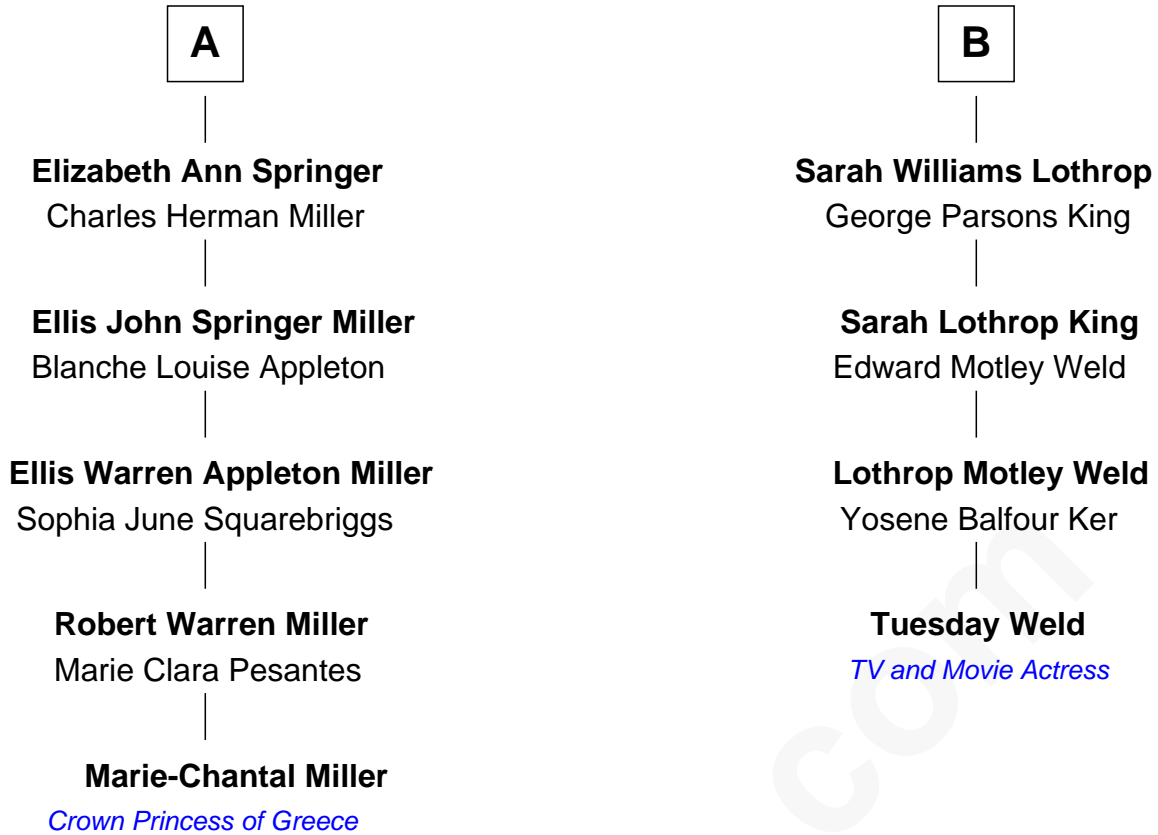 A
Elizabeth Ann Springer
Charles Herman Miller
Ellis John Springer Miller
Blanche Louise Appleton
Ellis Warren Appleton Miller
Sophia June Squarebriggs
Robert Warren Miller
Marie Clara Pesantes
Marie-Chantal Miller
Crown Princess of Greece
B
Sarah Williams Lothrop
George Parsons King
Sarah Lothrop King
Edward Motley Weld
Lothrop Motley Weld
Yosene Balfour Ker
Tuesday Weld
TV and Movie Actress
com